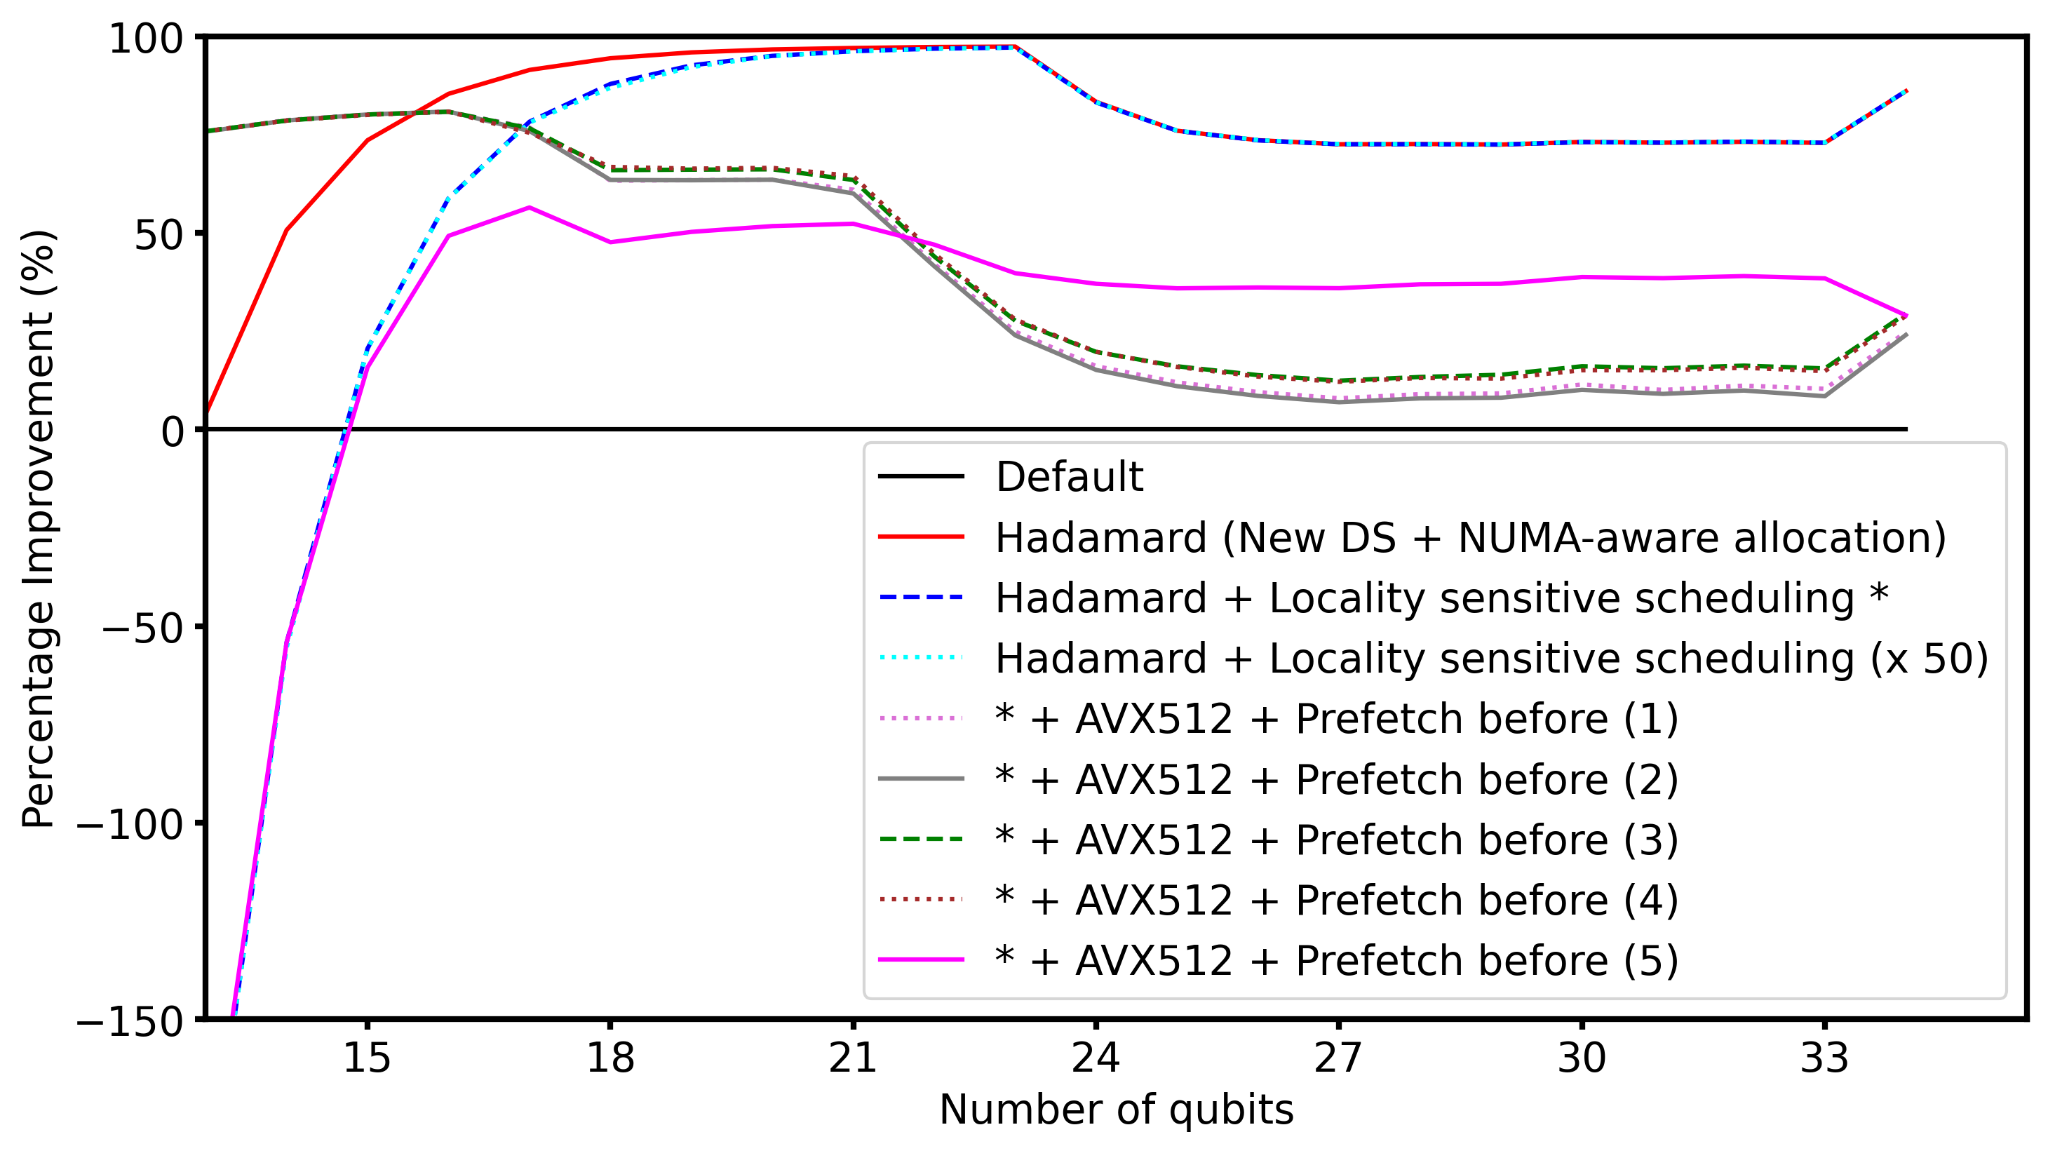 100
50
0
−50
−100
−150
Percentage Improvement (%)
Default
Hadamard (New DS + NUMA-aware allocation)
Hadamard + Locality sensitive scheduling *
Hadamard + Locality sensitive scheduling (x 50)
* + AVX512 + Prefetch before (1)
* + AVX512 + Prefetch before (2)
* + AVX512 + Prefetch before (3)
* + AVX512 + Prefetch before (4)
* + AVX512 + Prefetch before (5)
15 18 21 24 27 30 33
Number of qubits